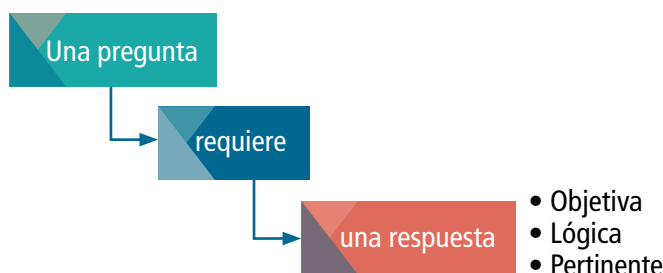 Una pregunta
requiere
una respuesta
• Objetiva
• Lógica
• Pertinente